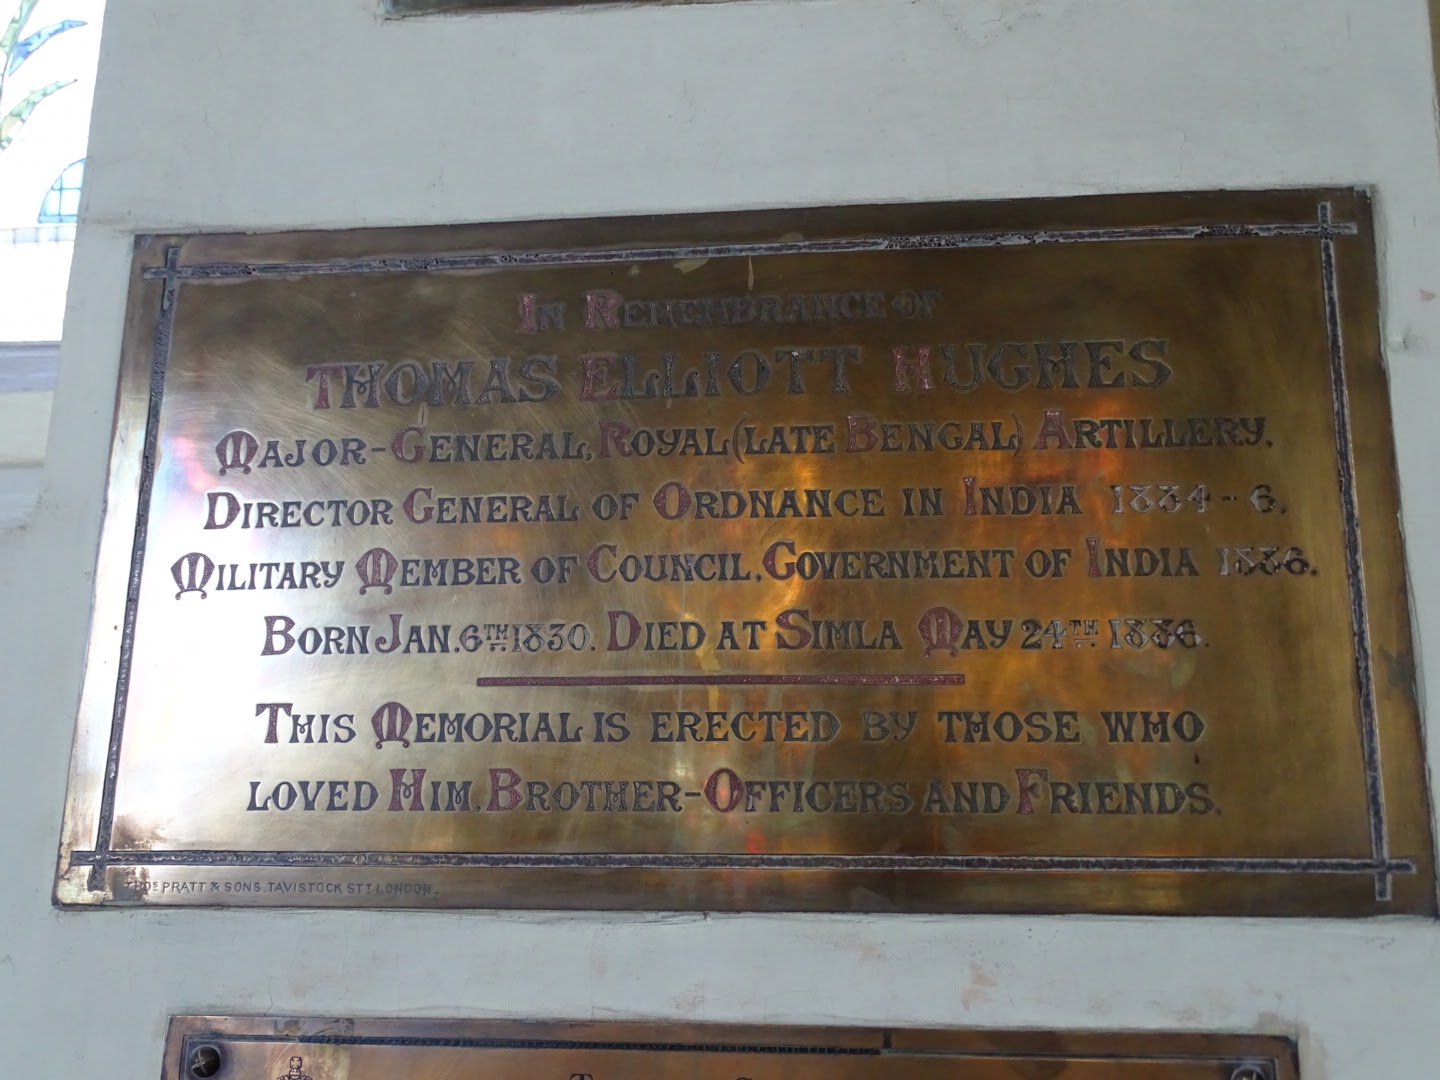 In Remembrance of
Thomas Elliott Hughes
Major-General, Royal (late Bengal) Artillery.
Director General of Ordnance in India 1884-6.
Military Member of Council, Government of India 1886.
Born Jan. 6TH 1830. Died at Simla May 24TH 1886.
This Memorial is erected by those who
loved Him, Brother-Officers and Friends.
THOS PRATT & SONS. TAVISTOCK ST. LONDON.